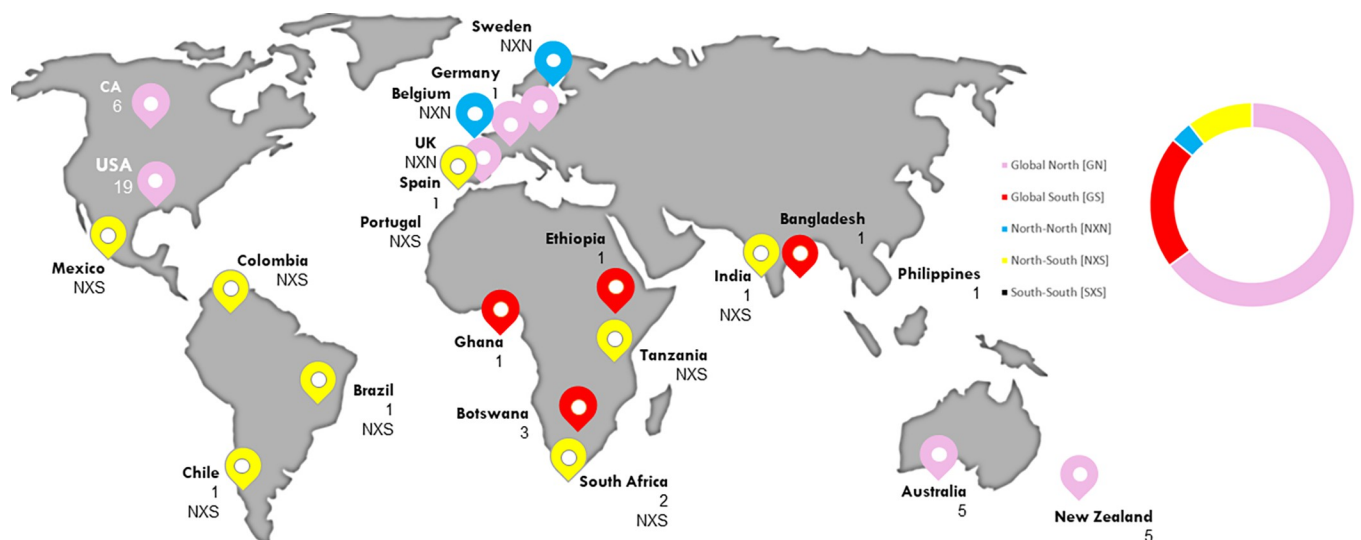 Sweden
NXN
Germany
1
Belgium
NXN
UK
NXN
Spain
1
Portugal
NXS
CA
6
USA
19
Mexico
NXS
Colombia
NXS
Brazil
1
NXS
Chile
1
NXS
Ethiopia
1
Ghana
1
Tanzania
NXS
Botswana
3
South Africa
2
NXS
Bangladesh
1
India
1
NXS
Philippines
1
Australia
5
New Zealand
5
Global North [GN]
Global South [GS]
North-North [NXN]
North-South [NXS]
South-South [SXS]